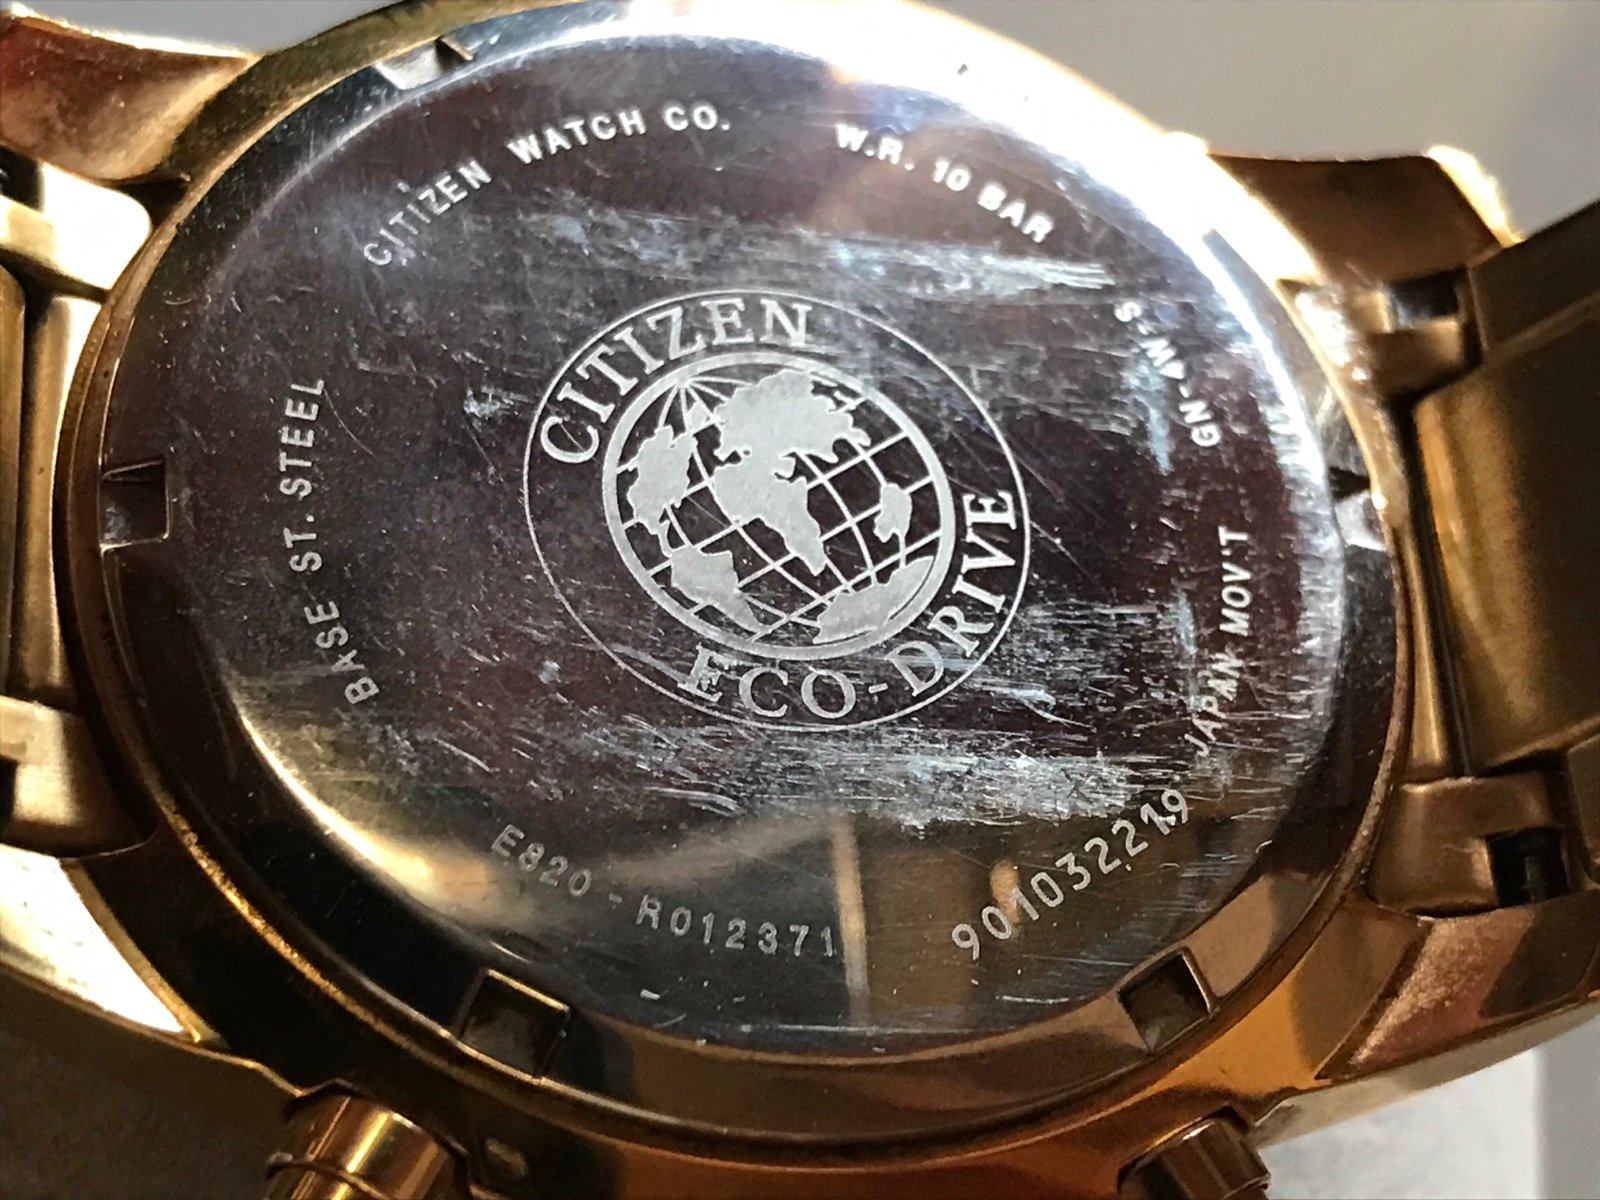 CITIZEN WATCH CO.
W.R. 10 BAR
GN-4W-S
JAPAN MOV'T
901032219
E820-R012371
BASE ST.STEEL
CITIZEN
ECO-DRIVE